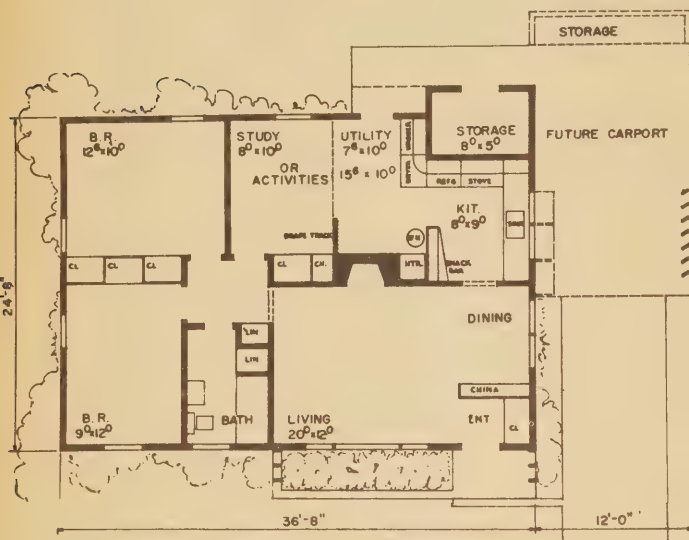 STORAGE
B.R.
12⁶x10⁰
STUDY
8⁰x10⁰
OR
ACTIVITIES
UTILITY
7⁶x10⁰
15⁶ x 10⁰
WASHER
DRYER
STORAGE
8⁰x5⁰
FUTURE CARPORT
REFG
STOVE
KIT.
8⁰x9⁰
SINK
DRAPE TRACK
CL
CL
CL
CL
HTR.
SNACK
BAR
24'-8"
LIN
LIN
DINING
CHINA
B.R.
9⁰x12⁰
BATH
LIVING
20⁰x12⁰
ENT
CL
36'-8"
12'-0"